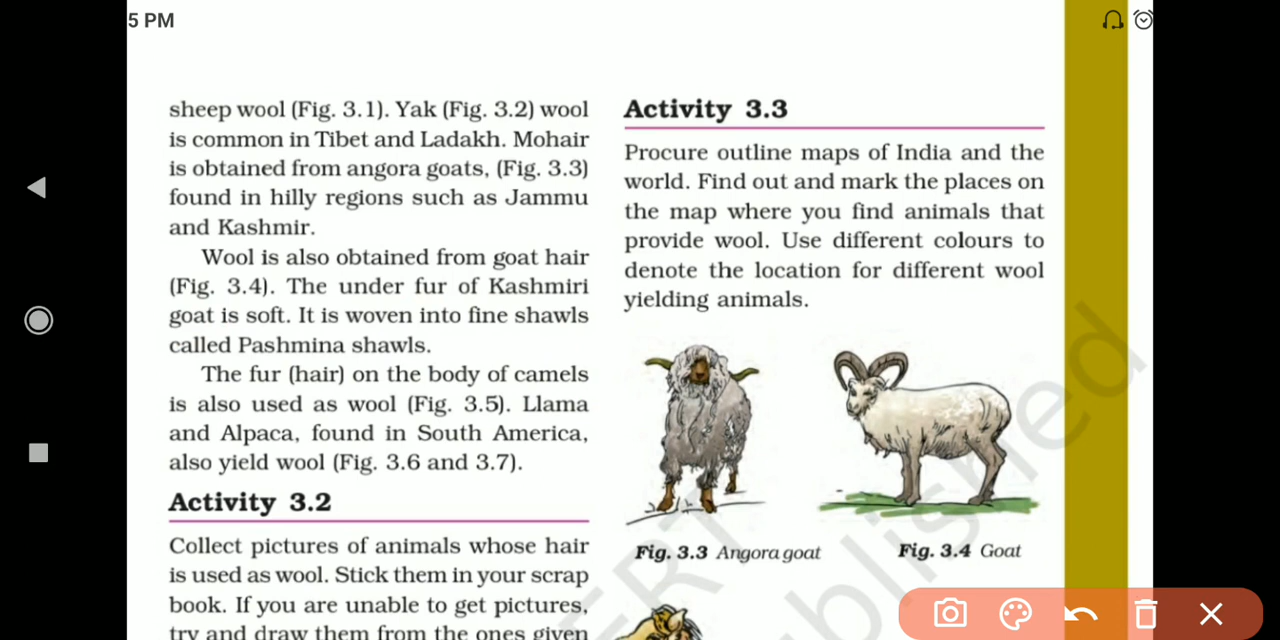 5 PM
sheep wool (Fig. 3.1). Yak (Fig. 3.2) wool
is common in Tibet and Ladakh. Mohair
is obtained from angora goats, (Fig. 3.3)
found in hilly regions such as Jammu
and Kashmir.
Wool is also obtained from goat hair
(Fig. 3.4). The under fur of Kashmiri
goat is soft. It is woven into fine shawls
called Pashmina shawls.
The fur (hair) on the body of camels
is also used as wool (Fig. 3.5). Llama
and Alpaca, found in South America,
also yield wool (Fig. 3.6 and 3.7).
Activity 3.2
Collect pictures of animals whose hair
is used as wool. Stick them in your scrap
book. If you are unable to get pictures,
try and draw them from the ones given
Activity 3.3
Procure outline maps of India and the
world. Find out and mark the places on
the map where you find animals that
provide wool. Use different colours to
denote the location for different wool
yielding animals.
Fig. 3.3 Angora goat
Fig. 3.4 Goat